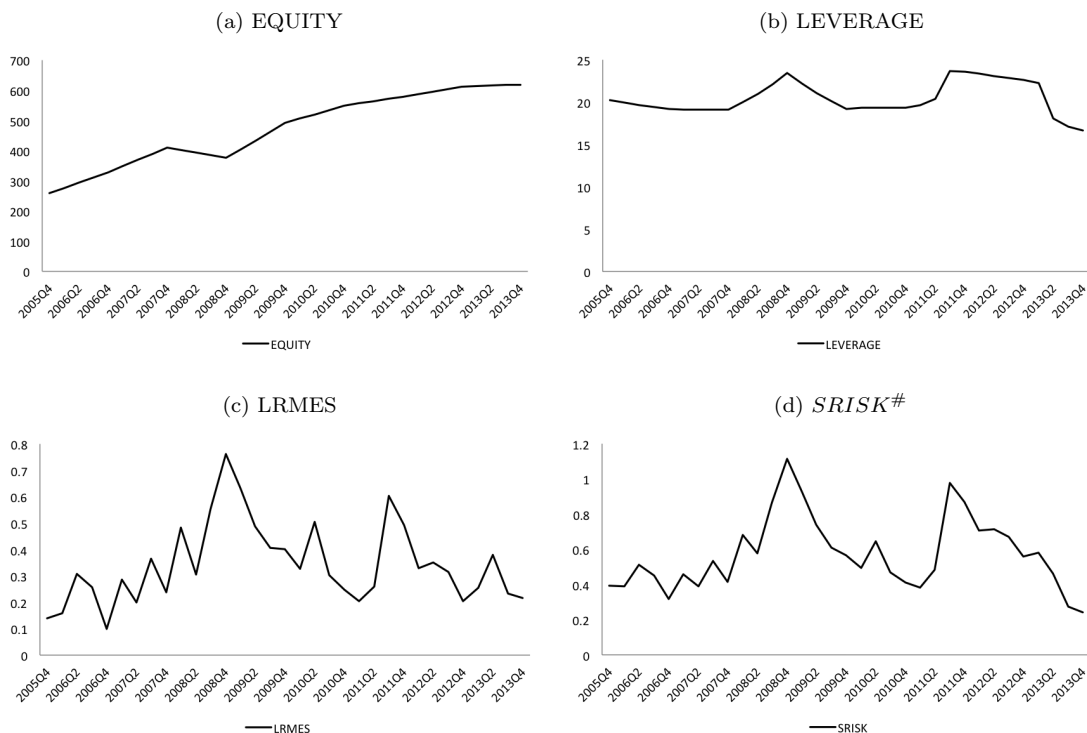 (a) EQUITY
700
600
500
400
300
200
100
0
2005Q4 2006Q2 2006Q4 2007Q2 2007Q4 2008Q2 2008Q4 2009Q2 2009Q4 2010Q2 2010Q4 2011Q2 2011Q4 2012Q2 2012Q4 2013Q2 2013Q4
EQUITY
(b) LEVERAGE
25
20
15
10
5
0
2005Q4 2006Q2 2006Q4 2007Q2 2007Q4 2008Q2 2008Q4 2009Q2 2009Q4 2010Q2 2010Q4 2011Q2 2011Q4 2012Q2 2012Q4 2013Q2 2013Q4
LEVERAGE
(c) LRMES
0.8
0.7
0.6
0.5
0.4
0.3
0.2
0.1
0
2005Q4 2006Q2 2006Q4 2007Q2 2007Q4 2008Q2 2008Q4 2009Q2 2009Q4 2010Q2 2010Q4 2011Q2 2011Q4 2012Q2 2012Q4 2013Q2 2013Q4
LRMES
(d) SRISK#
1.2
1
0.8
0.6
0.4
0.2
0
2005Q4 2006Q2 2006Q4 2007Q2 2007Q4 2008Q2 2008Q4 2009Q2 2009Q4 2010Q2 2010Q4 2011Q2 2011Q4 2012Q2 2012Q4 2013Q2 2013Q4
SRISK